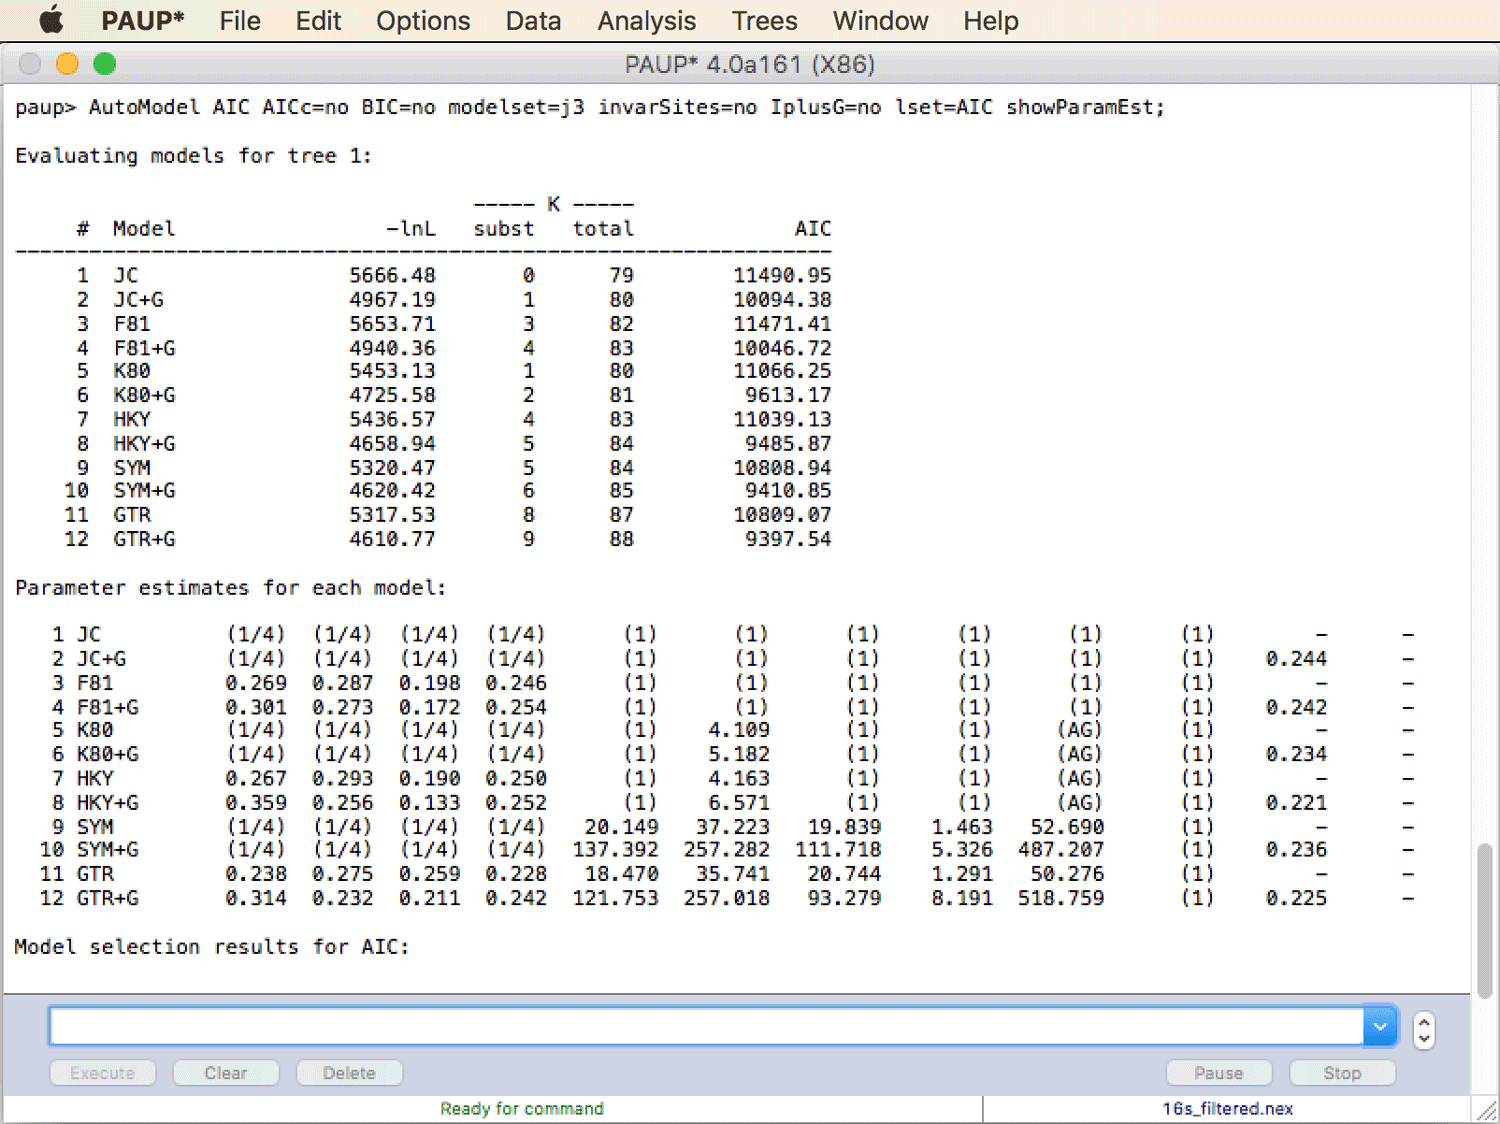 PAUP* File Edit Options Data Analysis Trees Window Help
PAUP* 4.0a161 (X86)
paup> AutoModel AIC AICc=no BIC=no modelset=j3 invarSites=no IplusG=no lset=AIC showParamEst;
Evaluating models for tree 1:
----- K -----
# Model -lnL subst total AIC
1 JC 5666.48 0 79 11490.95
2 JC+G 4967.19 1 80 10094.38
3 F81 5653.71 3 82 11471.41
4 F81+G 4940.36 4 83 10046.72
5 K80 5453.13 1 80 11066.25
6 K80+G 4725.58 2 81 9613.17
7 HKY 5436.57 4 83 11039.13
8 HKY+G 4658.94 5 84 9485.87
9 SYM 5320.47 5 84 10808.94
10 SYM+G 4620.42 6 85 9410.85
11 GTR 5317.53 8 87 10809.07
12 GTR+G 4610.77 9 88 9397.54
Parameter estimates for each model:
1 JC (1/4) (1/4) (1/4) (1/4) (1) (1) (1) (1) (1) (1) - -
2 JC+G (1/4) (1/4) (1/4) (1/4) (1) (1) (1) (1) (1) (1) 0.244 -
3 F81 0.269 0.287 0.198 0.246 (1) (1) (1) (1) (1) (1) - -
4 F81+G 0.301 0.273 0.172 0.254 (1) (1) (1) (1) (1) (1) 0.242 -
5 K80 (1/4) (1/4) (1/4) (1/4) (1) 4.109 (1) (1) (AG) (1) - -
6 K80+G (1/4) (1/4) (1/4) (1/4) (1) 5.182 (1) (1) (AG) (1) 0.234 -
7 HKY 0.267 0.293 0.190 0.250 (1) 4.163 (1) (1) (AG) (1) - -
8 HKY+G 0.359 0.256 0.133 0.252 (1) 6.571 (1) (1) (AG) (1) 0.221 -
9 SYM (1/4) (1/4) (1/4) (1/4) 20.149 37.223 19.839 1.463 52.690 (1) - -
10 SYM+G (1/4) (1/4) (1/4) (1/4) 137.392 257.282 111.718 5.326 487.207 (1) 0.236 -
11 GTR 0.238 0.275 0.259 0.228 18.470 35.741 20.744 1.291 50.276 (1) - -
12 GTR+G 0.314 0.232 0.211 0.242 121.753 257.018 93.279 8.191 518.759 (1) 0.225 -
Model selection results for AIC:
Execute Clear Delete Pause Stop
Ready for command 16s_filtered.nex